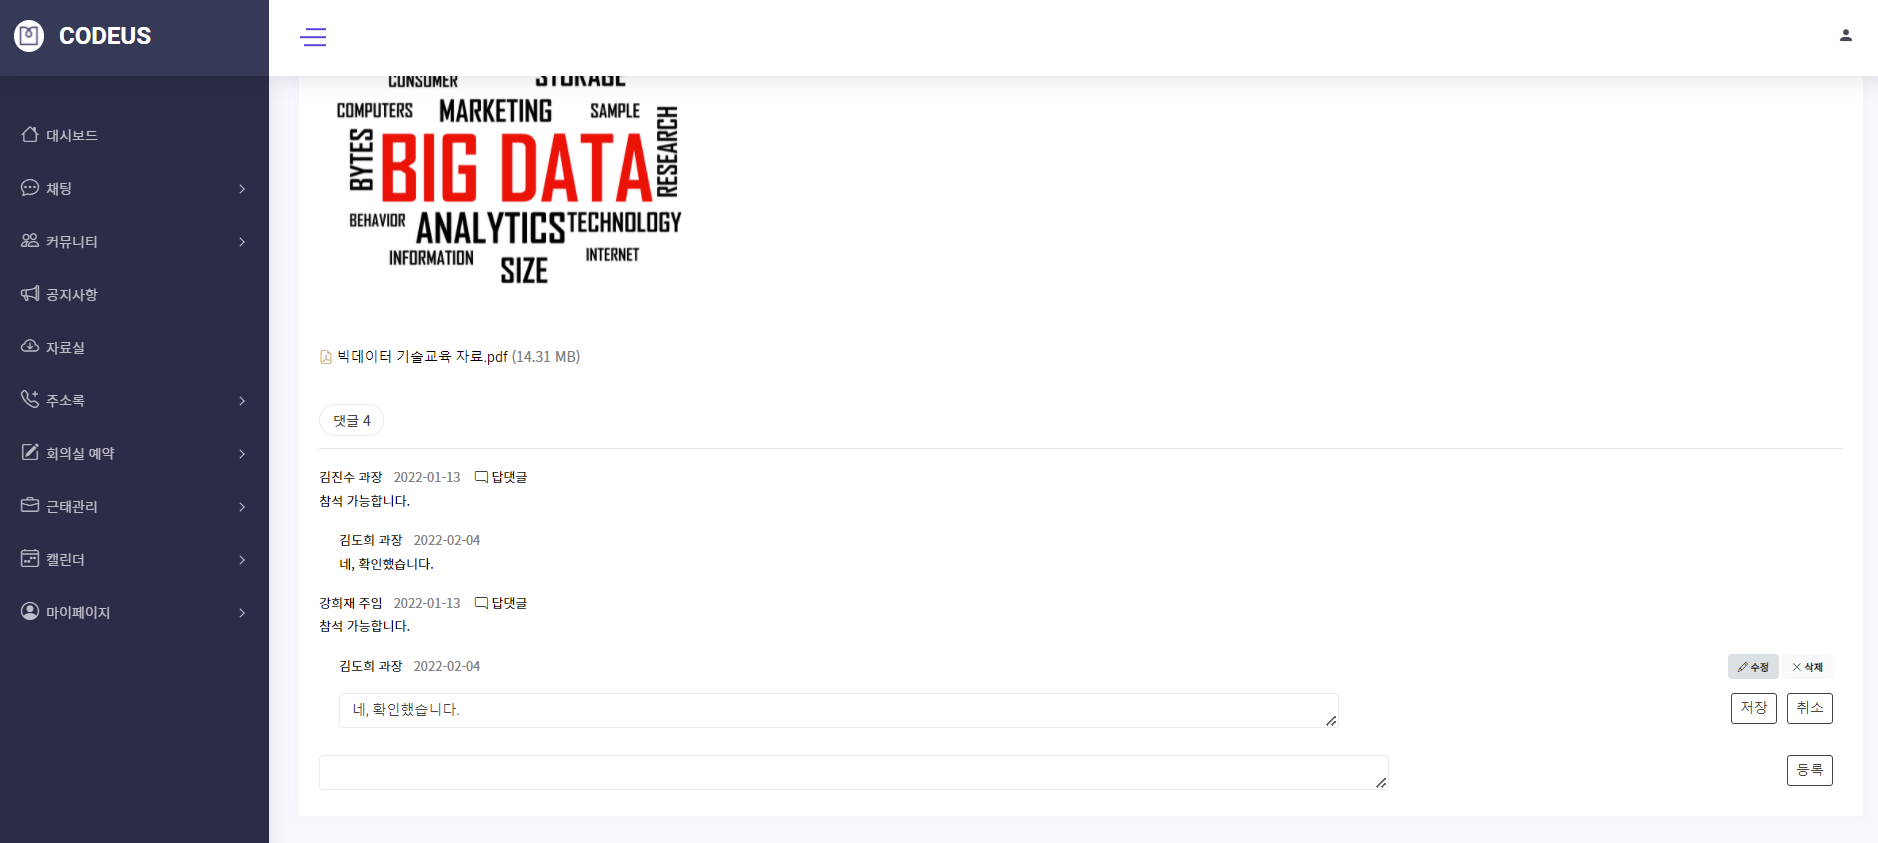 CODEUS
대시보드
채팅
커뮤니티
공지사항
자료실
주소록
회의실 예약
근태관리
캘린더
마이페이지
CONSUMER STORAGE
COMPUTERS MARKETING SAMPLE
BYTES BIG DATA RESEARCH
BEHAVIOR ANALYTICS TECHNOLOGY
INFORMATION SIZE INTERNET
빅데이터 기술교육 자료.pdf (14.31 MB)
댓글 4
김진수 과장 2022-01-13 답댓글
참석 가능합니다.
김도희 과장 2022-02-04
네, 확인했습니다.
강희재 주임 2022-01-13 답댓글
참석 가능합니다.
김도희 과장 2022-02-04 수정 삭제
네, 확인했습니다. 저장 취소
등록